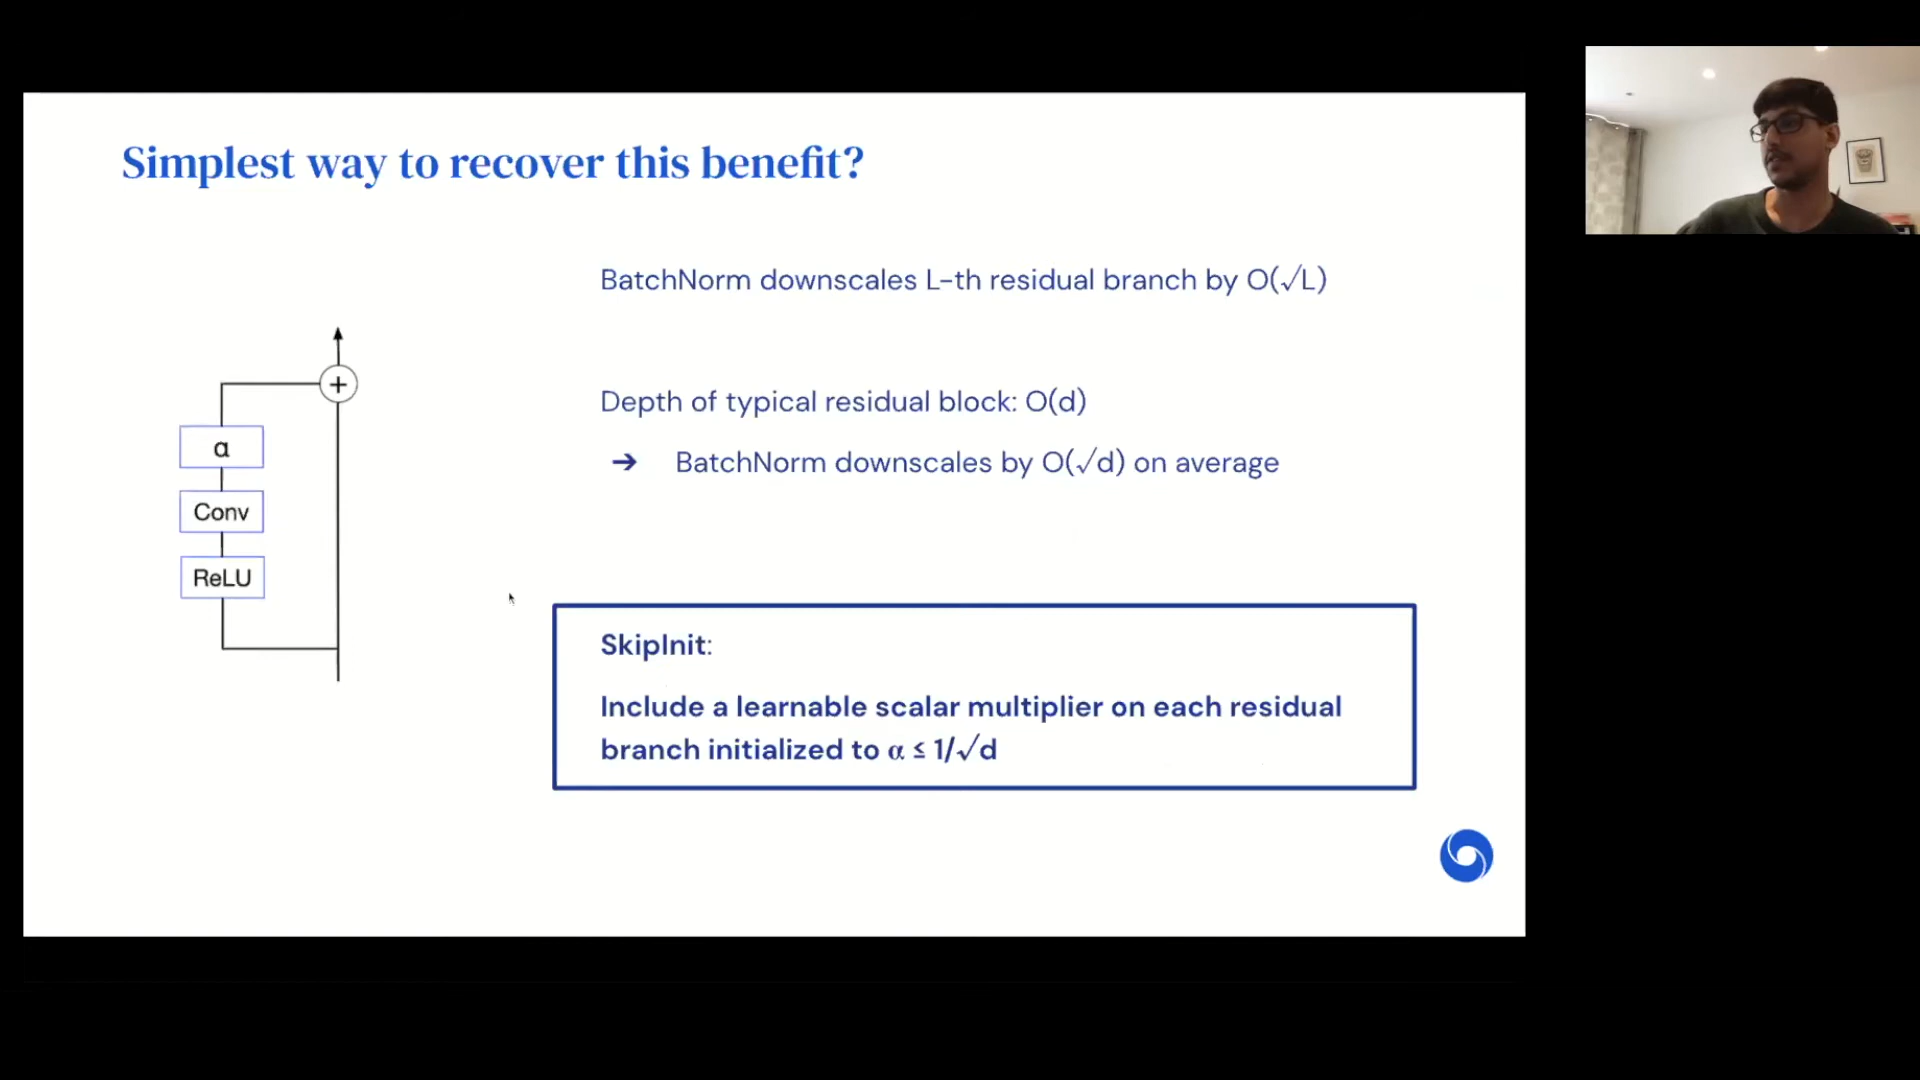 Simplest way to recover this benefit?
BatchNorm downscales L-th residual branch by O(√L)
Depth of typical residual block: O(d)
➔ BatchNorm downscales by O(√d) on average
+
α
Conv
ReLU
SkipInit:
Include a learnable scalar multiplier on each residual
branch initialized to α ≤ 1/√d